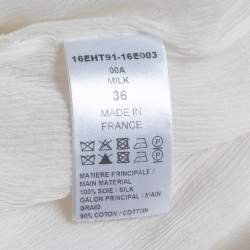 16EHT91-16E003
00A
MILK
36
MADE IN
FRANCE
MATIERE PRINCIPALE /
MAIN MATERIAL
100% SOIE / SILK
GALON PRINCIPAL / MAIN
BRAID
90% COTON / COTTON